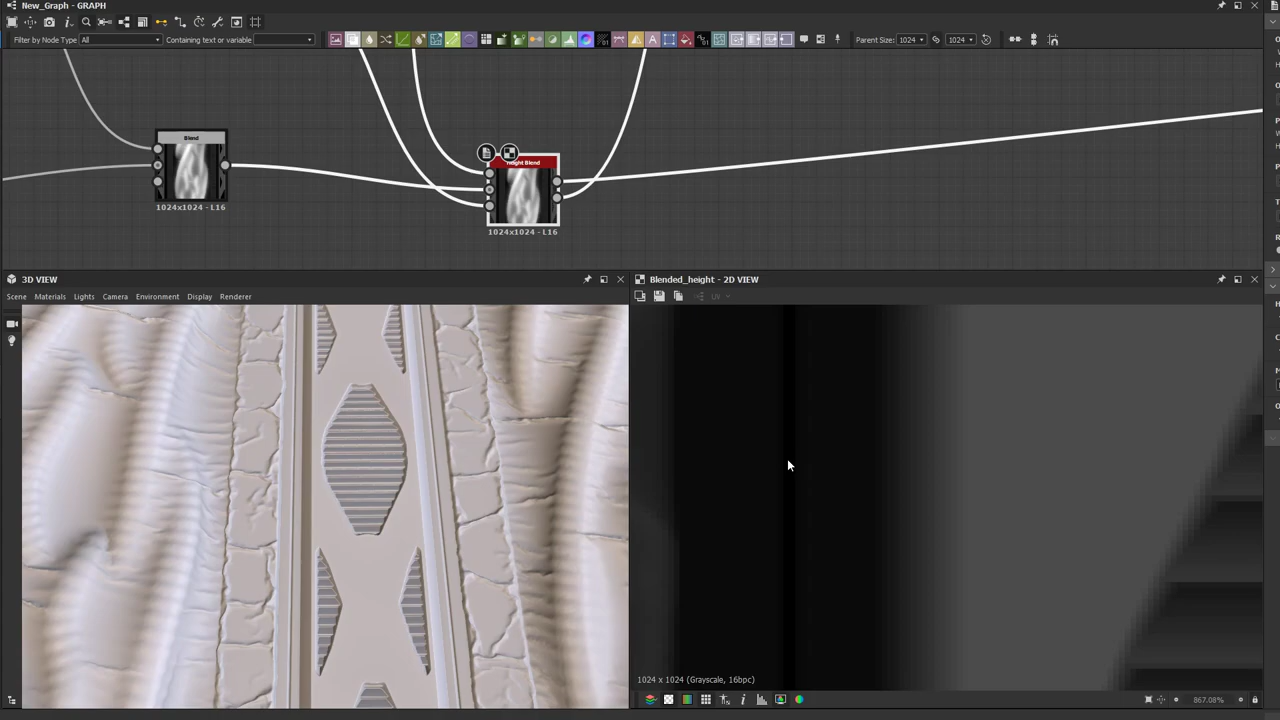 New_Graph - GRAPH
Filter by Node Type All Containing text or variable Parent Size: 1024 1024
Blend
1024x1024 - L16
Height Blend
1024x1024 - L16
3D VIEW
Scene Materials Lights Camera Environment Display Renderer
Blended_height - 2D VIEW
UV
1024 x 1024 (Grayscale, 16bpc)
867.08%